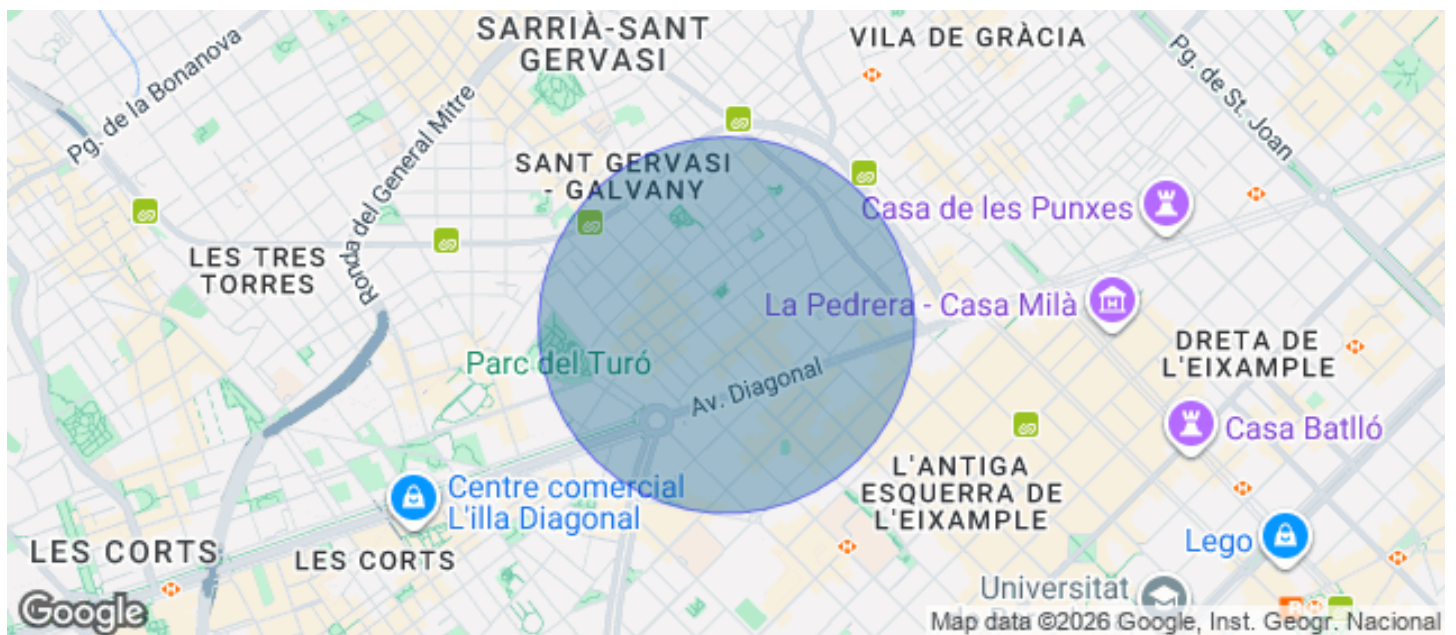 SARRIÀ-SANT
GERVASI
VILA DE GRÀCIA
Pg. de la Bonanova
Pg. de St. Joan
Ronda del General Mitre
SANT GERVASI
- GALVANY
Casa de les Punxes
LES TRES
TORRES
La Pedrera - Casa Milà
DRETA DE
L'EIXAMPLE
Parc del Turó
Av. Diagonal
Casa Batlló
L'ANTIGA
ESQUERRA DE
L'EIXAMPLE
Centre comercial
L'illa Diagonal
LES CORTS
LES CORTS
Lego
Universitat
Google
Map data ©2026 Google, Inst. Geogr. Nacional